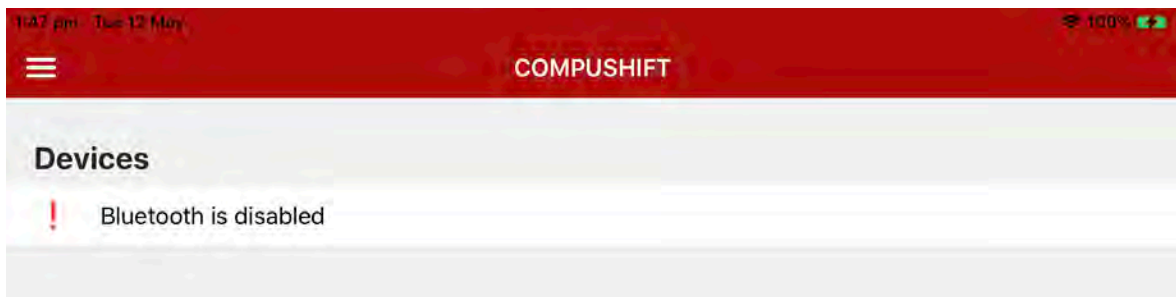 1:47 pm Tue 12 May
100%
COMPUSHIFT
Devices
! Bluetooth is disabled